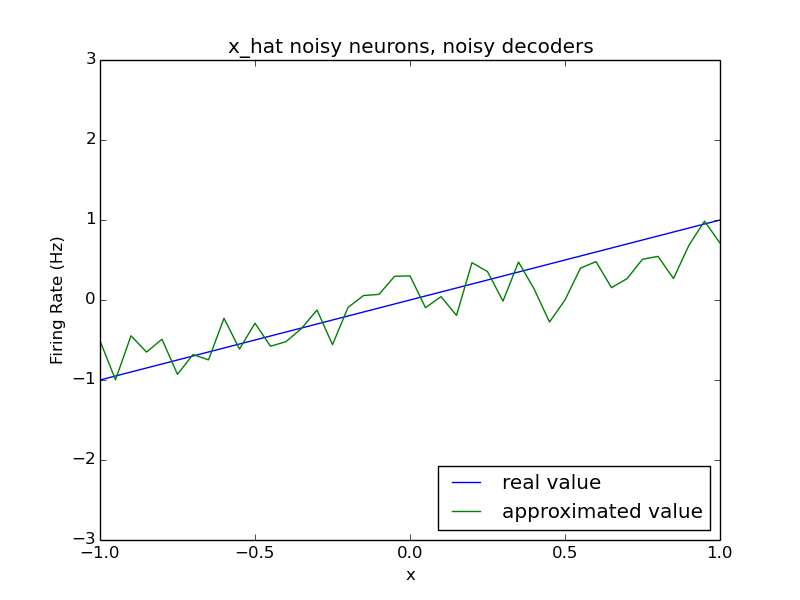 x_hat noisy neurons, noisy decoders
3
2
1
0
−1
−2
−3
Firing Rate (Hz)
real value
approximated value
−1.0 −0.5 0.0 0.5 1.0
x